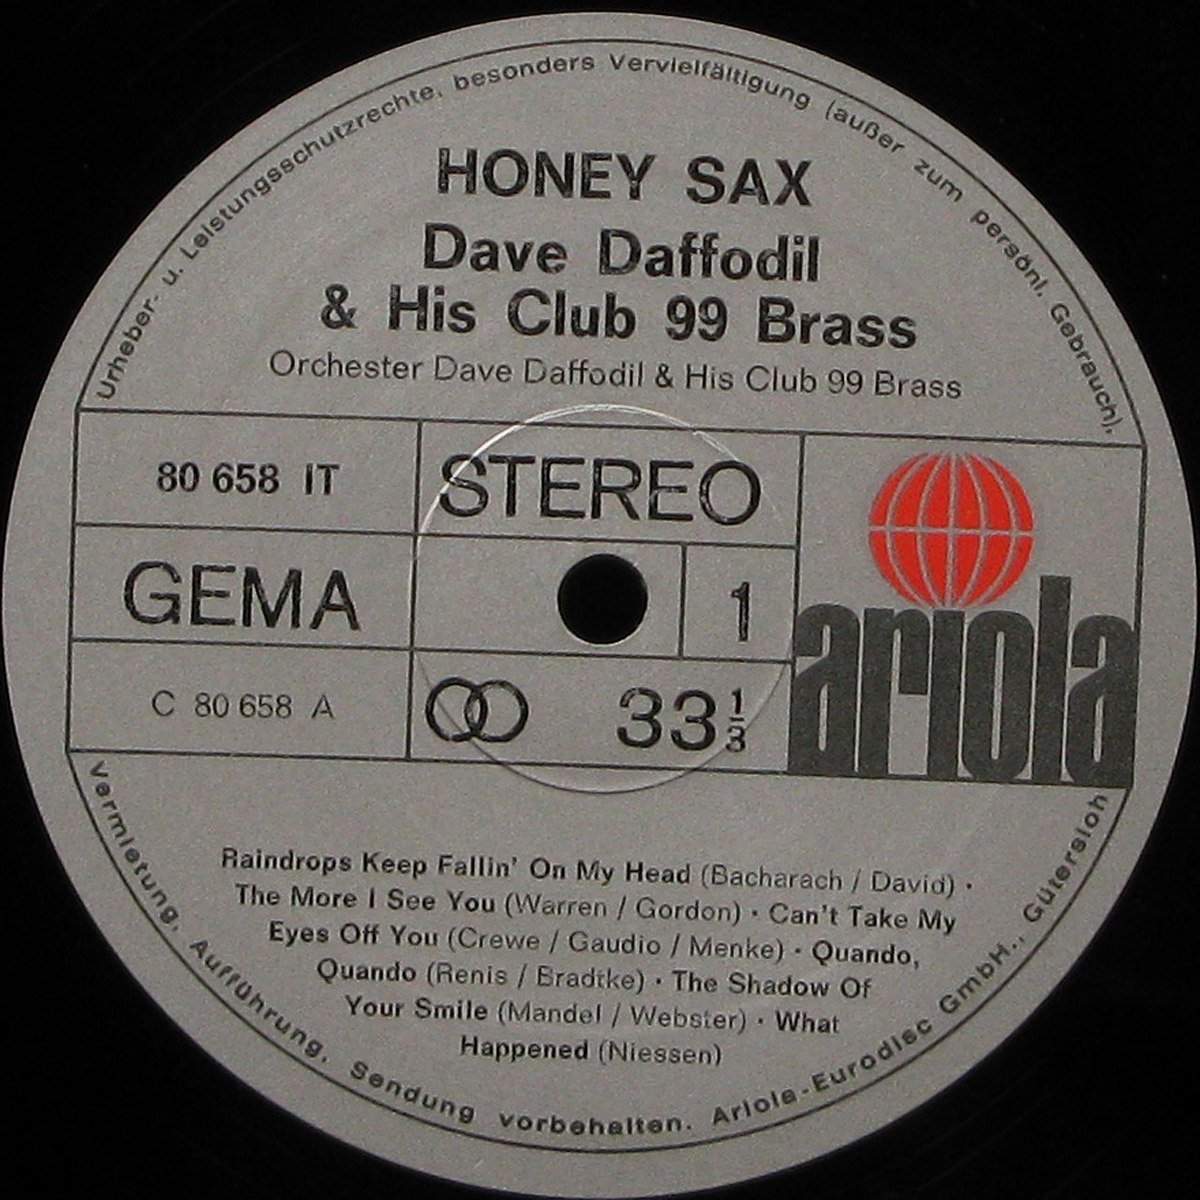 Urheber- u. Leistungsschutzrechte, besonders Vervielfältigung (außer zum persönl. Gebrauch),
HONEY SAX
Dave Daffodil
& His Club 99 Brass
Orchester Dave Daffodil & His Club 99 Brass
80 658 IT
STEREO
GEMA
1
ariola
C 80 658 A
33 1/3
Raindrops Keep Fallin' On My Head (Bacharach / David) ·
The More I See You (Warren / Gordon) · Can't Take My
Eyes Off You (Crewe / Gaudio / Menke) · Quando,
Quando (Renis / Bradtke) · The Shadow Of
Your Smile (Mandel / Webster) · What
Happened (Niessen)
Vermietung, Aufführung, Sendung vorbehalten. Ariola-Eurodisc GmbH., Gütersloh